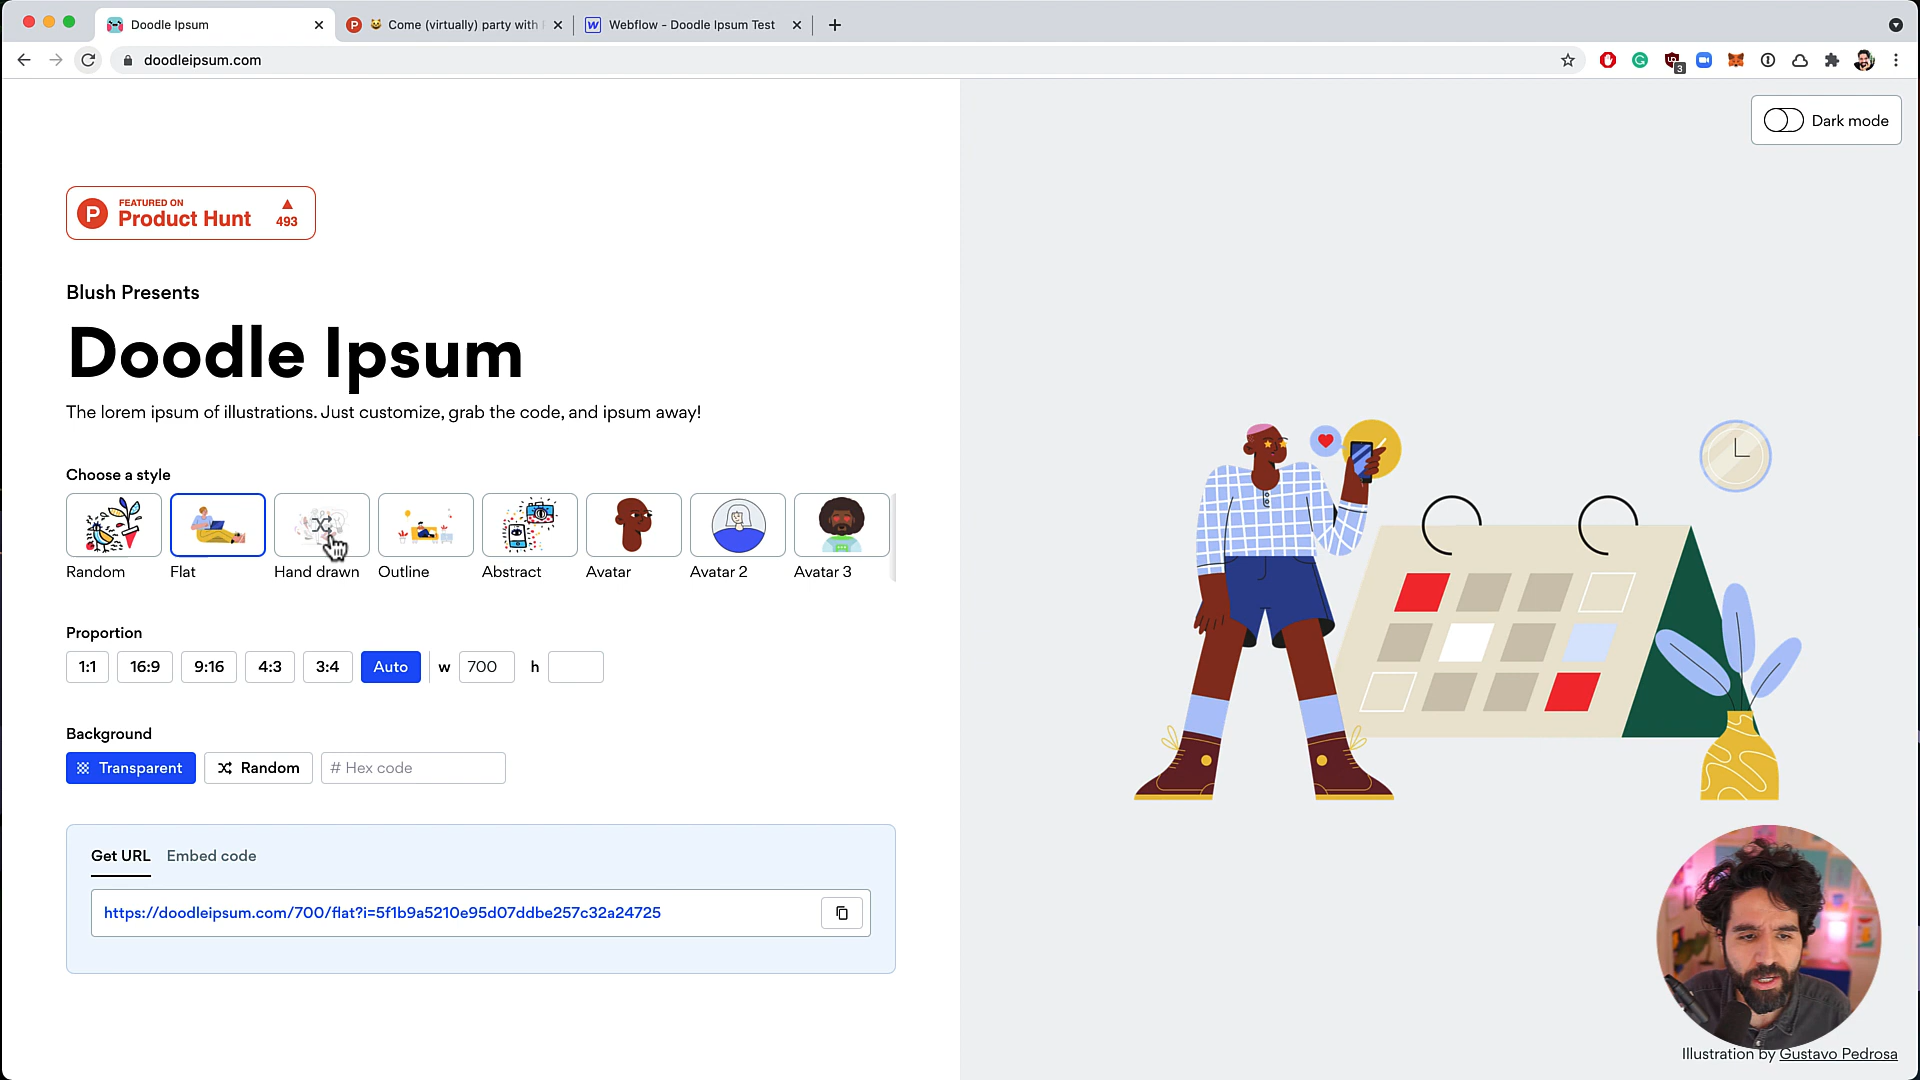 Doodle Ipsum
Come (virtually) party with
Webflow - Doodle Ipsum Test
doodleipsum.com
3
Dark mode
FEATURED ON
Product Hunt
493
Blush Presents
Doodle Ipsum
The lorem ipsum of illustrations. Just customize, grab the code, and ipsum away!
Choose a style
Random
Flat
Hand drawn
Outline
Abstract
Avatar
Avatar 2
Avatar 3
Proportion
1:1
16:9
9:16
4:3
3:4
Auto
w
700
h
Background
Transparent
Random
# Hex code
Get URL
Embed code
https://doodleipsum.com/700/flat?i=5f1b9a5210e95d07ddbe257c32a24725
Illustration by Gustavo Pedrosa